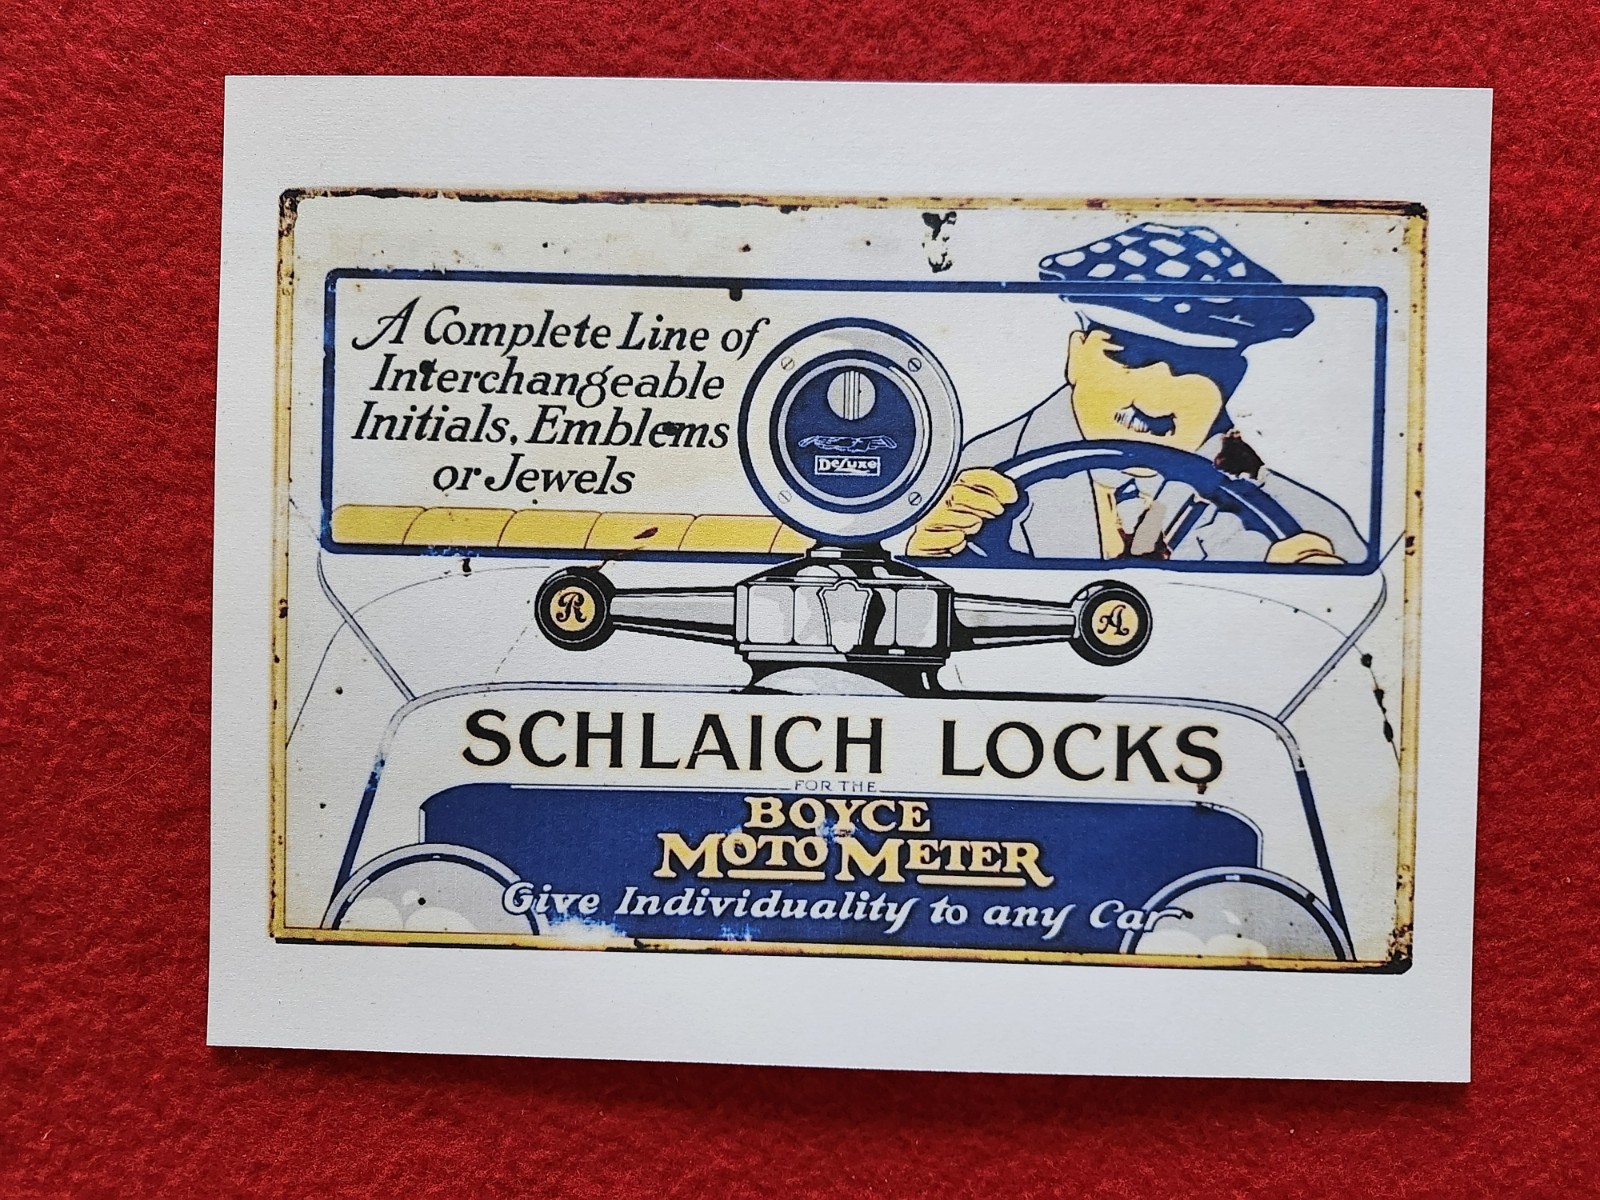 A Complete Line of
Interchangeable
Initials, Emblems
or Jewels
DeLuxe
R
A
SCHLAICH LOCKS
FOR THE
BOYCE
MOTO METER
Give Individuality to any Car